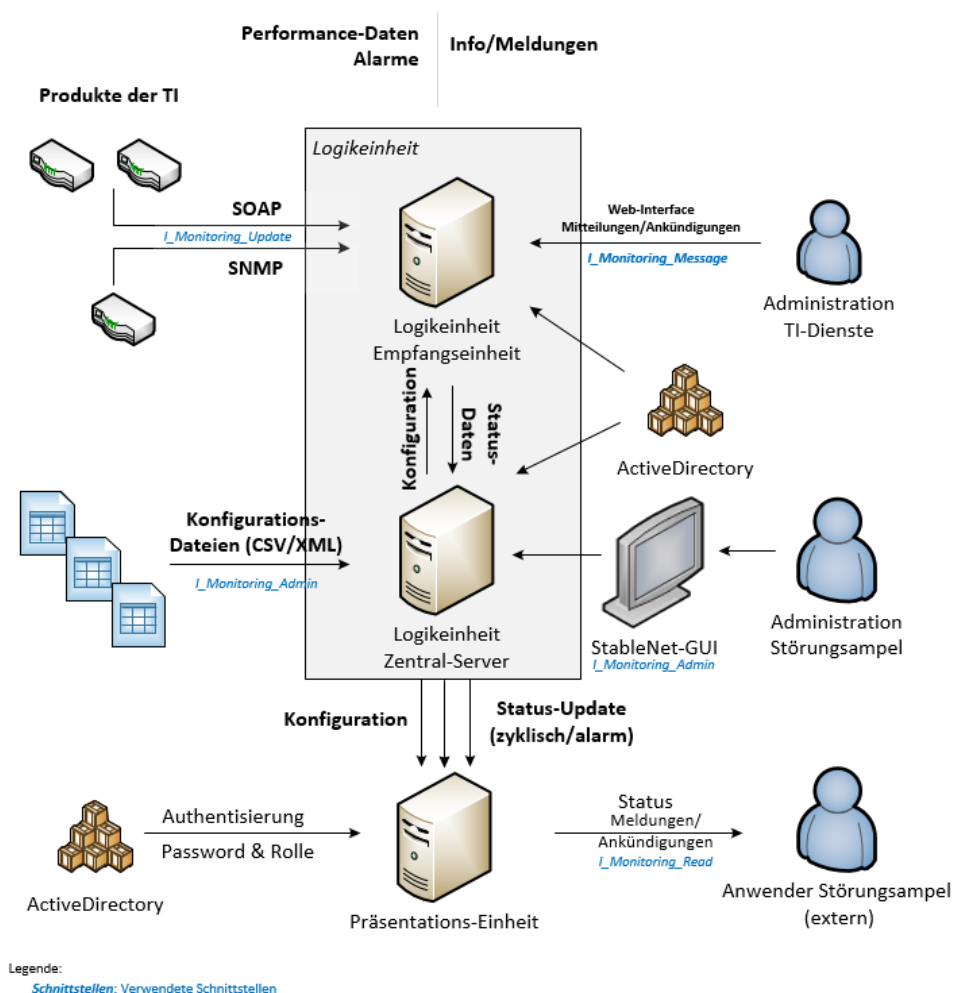 Performance-Daten
Alarme
Info/Meldungen
Produkte der TI
Logikeinheit
SOAP
I_Monitoring_Update
SNMP
Web-Interface
Mitteilungen/Ankündigungen
I_Monitoring_Message
Administration
TI-Dienste
Logikeinheit
Empfangseinheit
Konfiguration
Status-
Daten
ActiveDirectory
Konfigurations-
Dateien (CSV/XML)
I_Monitoring_Admin
Logikeinheit
Zentral-Server
StableNet-GUI
I_Monitoring_Admin
Administration
Störungsampel
Konfiguration
Status-Update
(zyklisch/alarm)
Authentisierung
Password & Rolle
ActiveDirectory
Präsentations-Einheit
Status
Meldungen/
Ankündigungen
I_Monitoring_Read
Anwender Störungsampel
(extern)
Legende:
Schnittstellen: Verwendete Schnittstellen